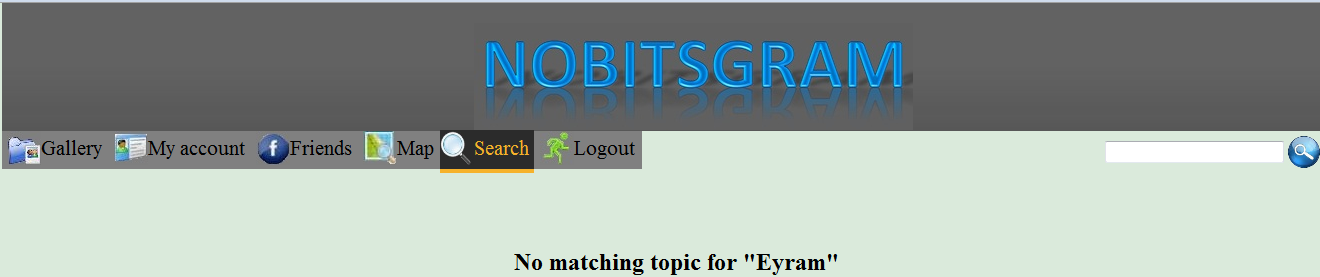 NOBITSGRAM
Gallery My account Friends Map Search Logout
No matching topic for "Eyram"